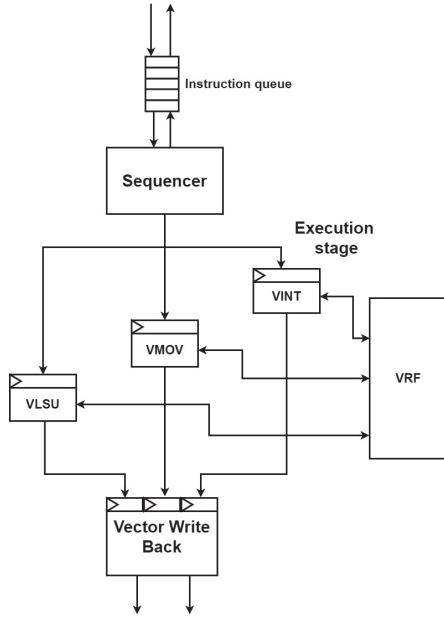 Instruction queue
Sequencer
Execution
stage
VINT
VMOV
VRF
VLSU
Vector Write
Back